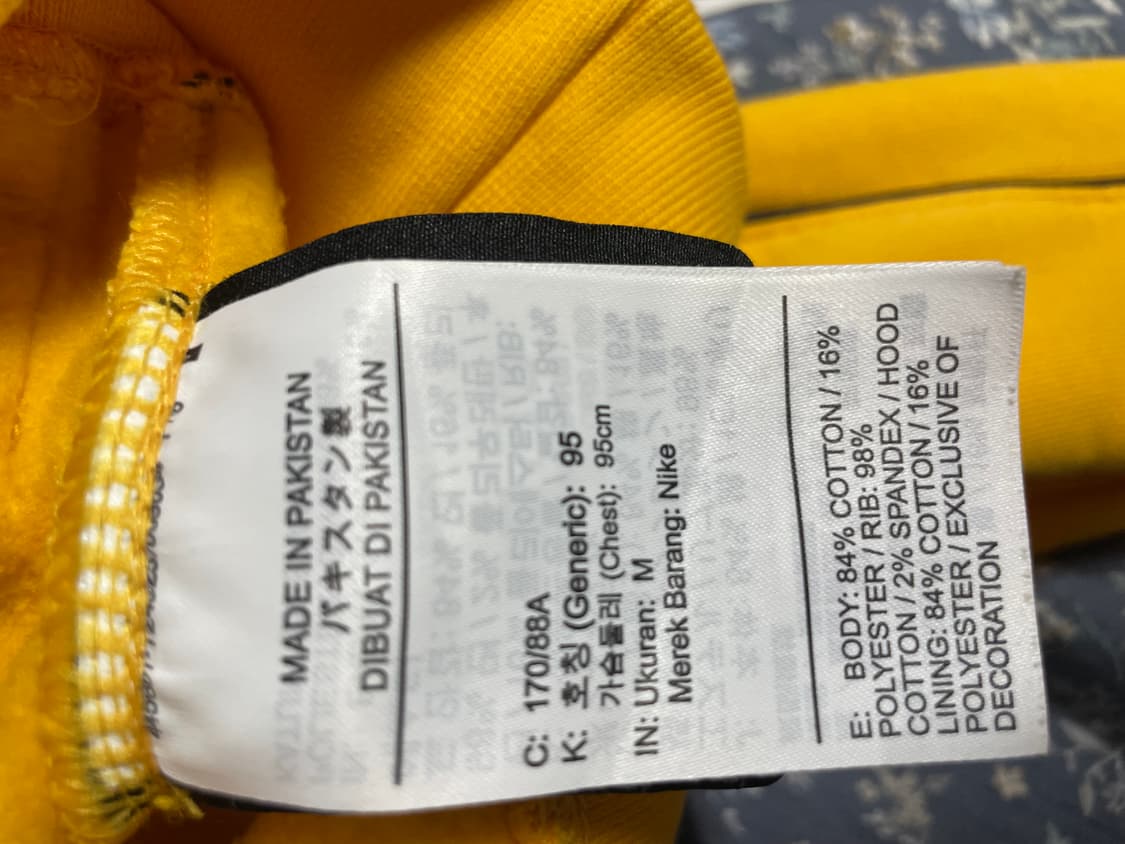 MADE IN PAKISTAN
パキスタン製
DIBUAT DI PAKISTAN
C: 170/88A
K: 호칭 (Generic): 95
가슴둘레 (Chest): 95cm
IN: Ukuran: M
Merek Barang: Nike
E: BODY: 84% COTTON / 16%
POLYESTER / RIB: 98%
COTTON / 2% SPANDEX / HOOD
LINING: 84% COTTON / 16%
POLYESTER / EXCLUSIVE OF
DECORATION